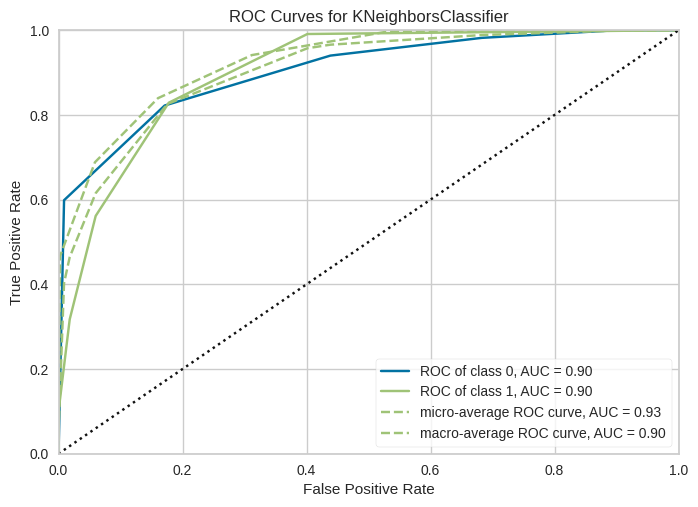 ROC Curves for KNeighborsClassifier
1.0
0.8
0.6
0.4
0.2
0.0
True Positive Rate
0.0 0.2 0.4 0.6 0.8 1.0
False Positive Rate
ROC of class 0, AUC = 0.90
ROC of class 1, AUC = 0.90
micro-average ROC curve, AUC = 0.93
macro-average ROC curve, AUC = 0.90